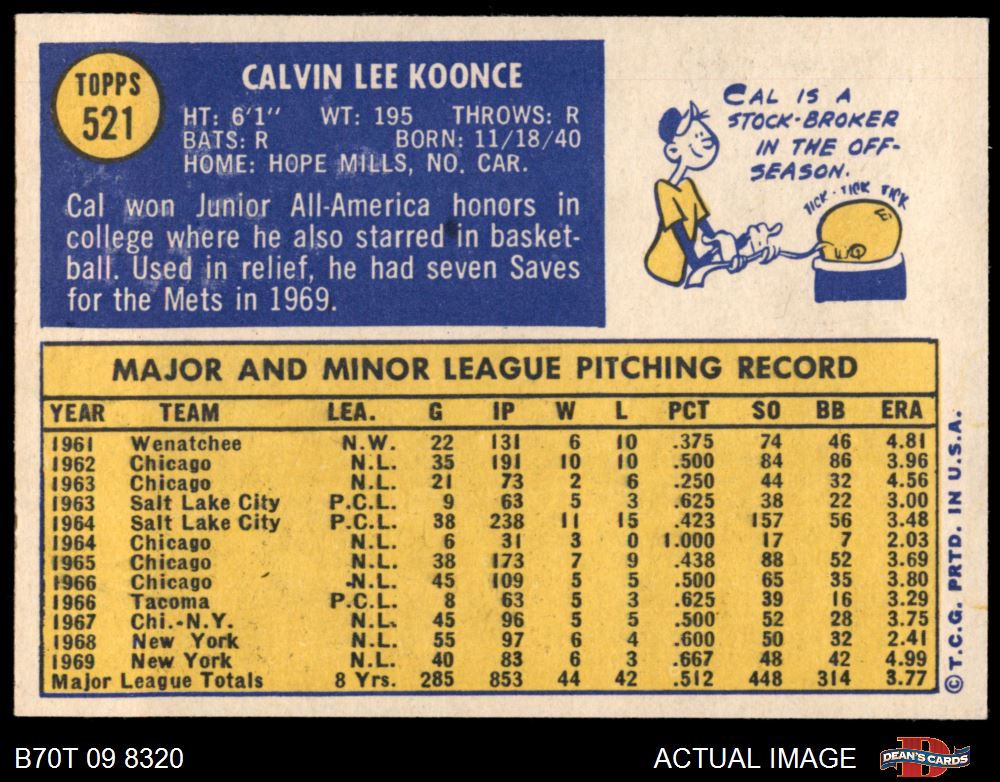 TOPPS
521
CALVIN LEE KOONCE
HT: 6'1" WT: 195 THROWS: R
BATS: R BORN: 11/18/40
HOME: HOPE MILLS, NO. CAR.
Cal won Junior All-America honors in
college where he also starred in basket-
ball. Used in relief, he had seven Saves
for the Mets in 1969.
CAL IS A
STOCK-BROKER
IN THE OFF-
SEASON.
TICK-TICK TICK
MAJOR AND MINOR LEAGUE PITCHING RECORD
YEAR TEAM LEA. G IP W L PCT SO BB ERA
1961 Wenatchee N.W. 22 131 6 10 .375 74 46 4.81
1962 Chicago N.L. 35 191 10 10 .500 84 86 3.96
1963 Chicago N.L. 21 73 2 6 .250 44 32 4.56
1963 Salt Lake City P.C.L. 9 63 5 3 .625 38 22 3.00
1964 Salt Lake City P.C.L. 38 238 11 15 .423 157 56 3.48
1964 Chicago N.L. 6 31 3 0 1.000 17 7 2.03
1965 Chicago N.L. 38 173 7 9 .438 88 52 3.69
1966 Chicago N.L. 45 109 5 5 .500 65 35 3.80
1966 Tacoma P.C.L. 8 63 5 3 .625 39 16 3.29
1967 Chi.-N.Y. N.L. 45 96 5 5 .500 52 28 3.75
1968 New York N.L. 55 97 6 4 .600 50 32 2.41
1969 New York N.L. 40 83 6 3 .667 48 42 4.99
Major League Totals 8 Yrs. 285 853 44 42 .512 448 314 3.77
© T.C.G. PRTD. IN U.S.A.
B70T 09 8320
ACTUAL IMAGE
DEAN'S CARDS